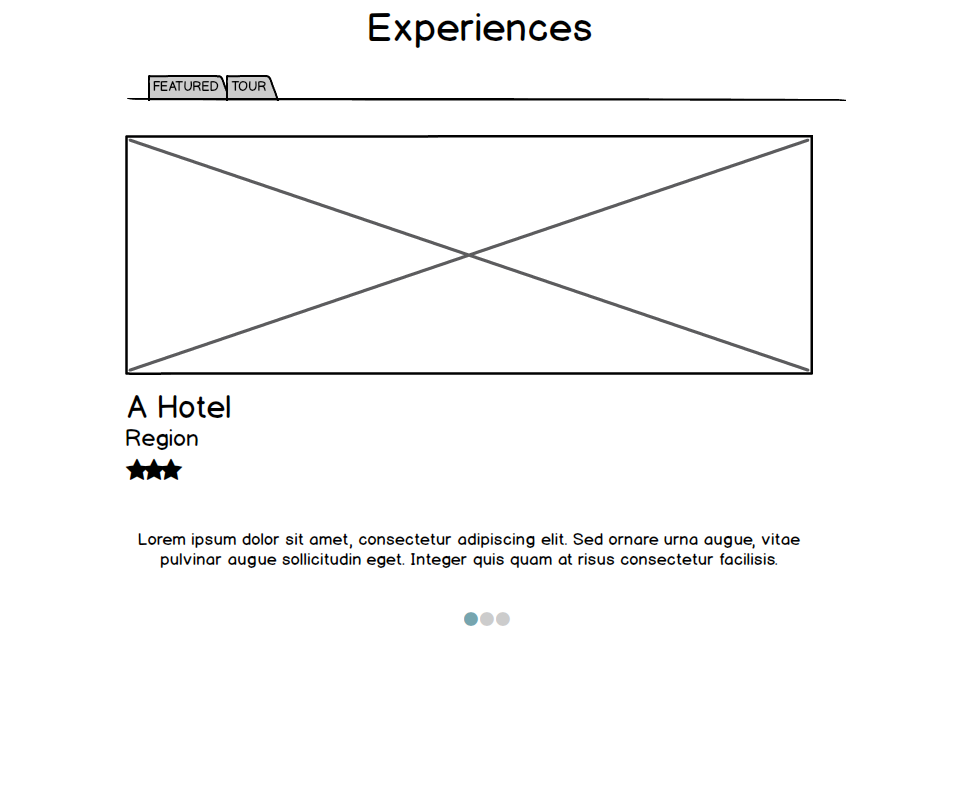 Experiences
FEATURED TOUR
A Hotel
Region
Lorem ipsum dolor sit amet, consectetur adipiscing elit. Sed ornare urna augue, vitae
pulvinar augue sollicitudin eget. Integer quis quam at risus consectetur facilisis.